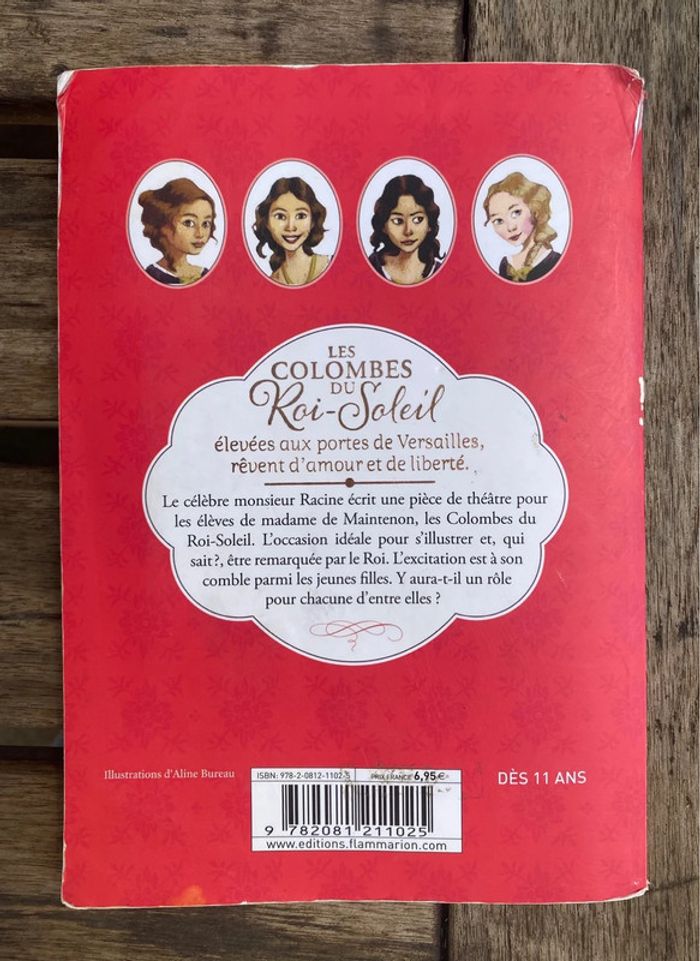 LES
COLOMBES
DU
Roi-Soleil
élevées aux portes de Versailles,
rêvent d'amour et de liberté.
Le célèbre monsieur Racine écrit une pièce de théâtre pour
les élèves de madame de Maintenon, les Colombes du
Roi-Soleil. L'occasion idéale pour s'illustrer et, qui
sait ?, être remarquée par le Roi. L'excitation est à son
comble parmi les jeunes filles. Y aura-t-il un rôle
pour chacune d'entre elles ?
Illustrations d'Aline Bureau
ISBN: 978-2-0812-1102-5
PRIX FRANCE 6,95 €
DÈS 11 ANS
9 782081 211025
www.editions.flammarion.com